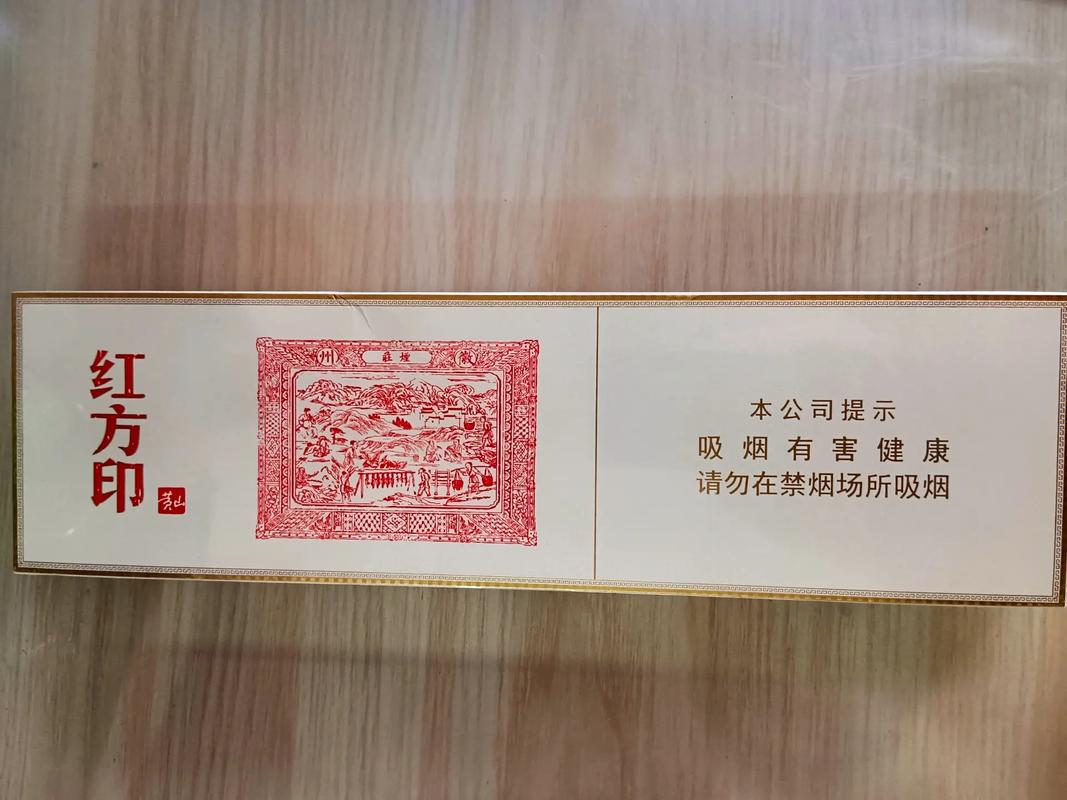 红方印
黄山
州 莊煙 徽
本公司提示
吸烟有害健康
请勿在禁烟场所吸烟